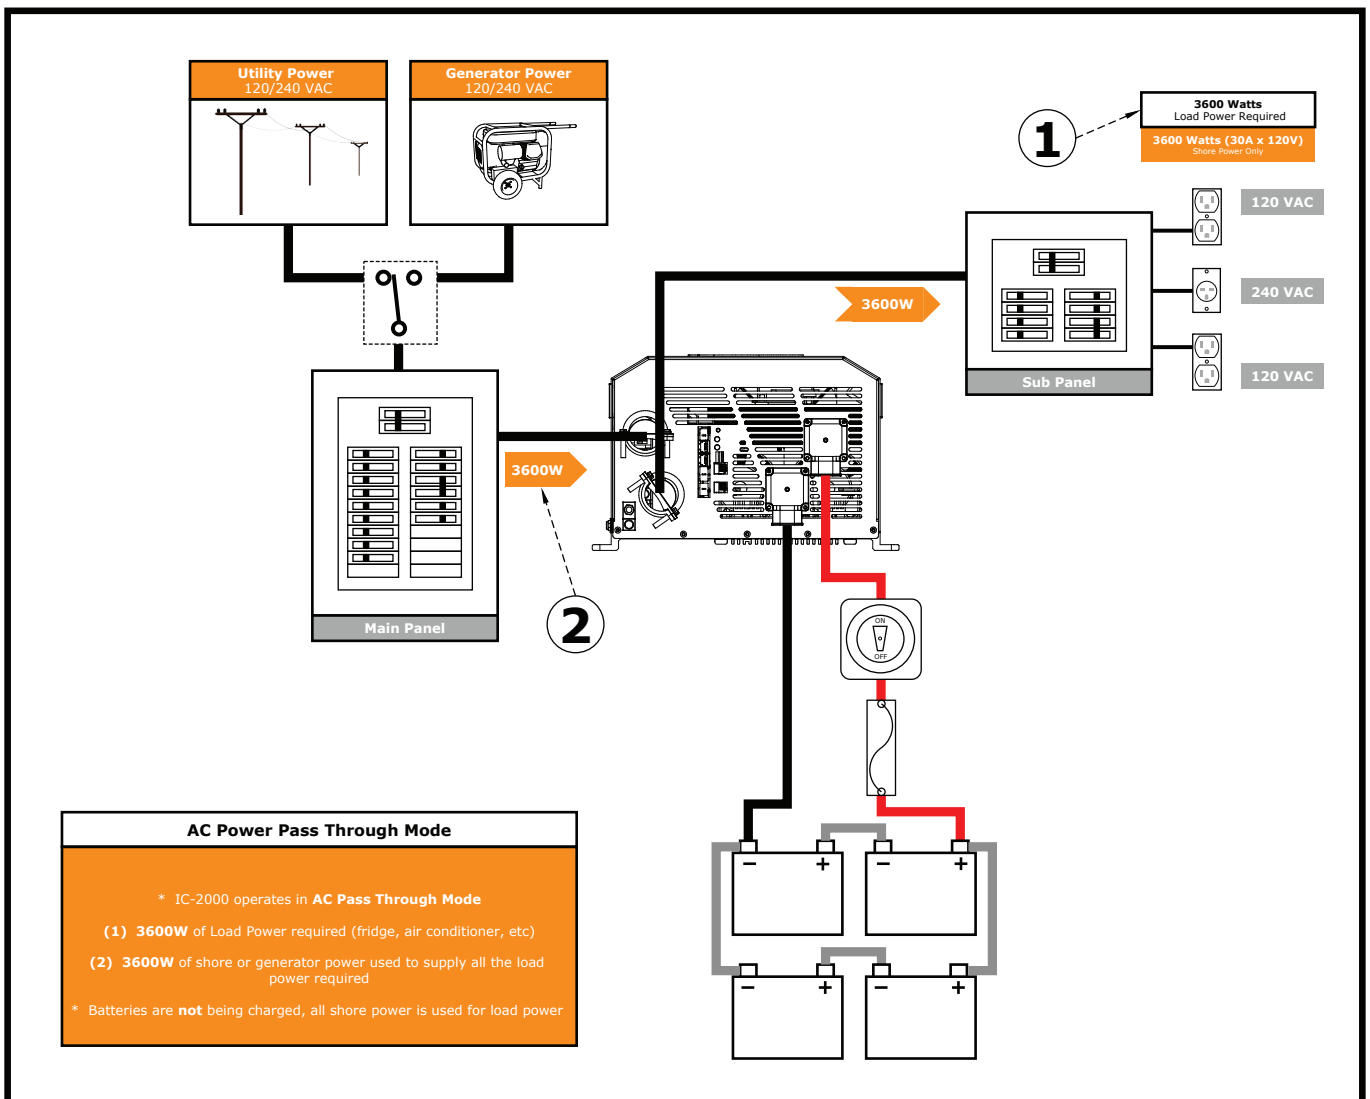 Utility Power
120/240 VAC
Generator Power
120/240 VAC
1
3600 Watts
Load Power Required
3600 Watts (30A x 120V)
Shore Power Only
120 VAC
240 VAC
120 VAC
Sub Panel
3600W
3600W
2
Main Panel
ON
OFF
− + − +
− + − +
AC Power Pass Through Mode
* IC-2000 operates in AC Pass Through Mode
(1) 3600W of Load Power required (fridge, air conditioner, etc)
(2) 3600W of shore or generator power used to supply all the load
power required
* Batteries are not being charged, all shore power is used for load power